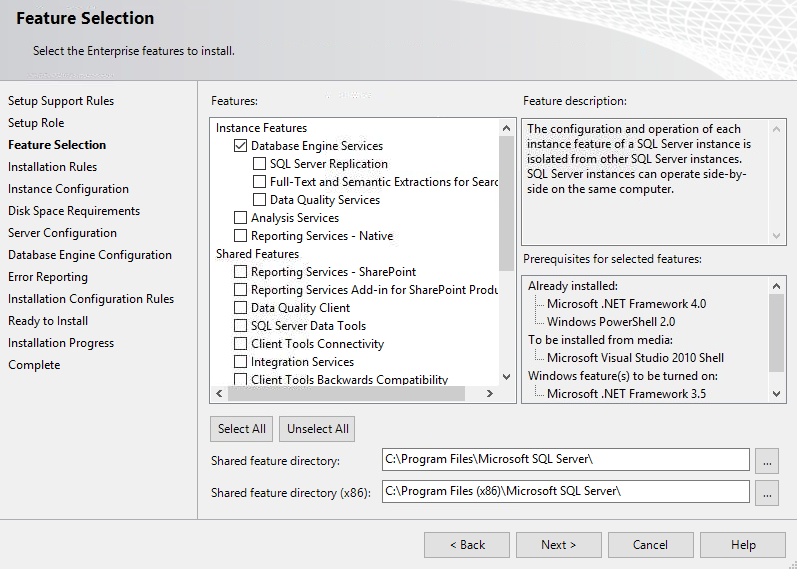 Feature Selection
Select the Enterprise features to install.
Setup Support Rules
Setup Role
Feature Selection
Installation Rules
Instance Configuration
Disk Space Requirements
Server Configuration
Database Engine Configuration
Error Reporting
Installation Configuration Rules
Ready to Install
Installation Progress
Complete
Features:
Instance Features
Database Engine Services
SQL Server Replication
Full-Text and Semantic Extractions for Searc
Data Quality Services
Analysis Services
Reporting Services - Native
Shared Features
Reporting Services - SharePoint
Reporting Services Add-in for SharePoint Produ
Data Quality Client
SQL Server Data Tools
Client Tools Connectivity
Integration Services
Client Tools Backwards Compatibility
Feature description:
The configuration and operation of each
instance feature of a SQL Server instance is
isolated from other SQL Server instances.
SQL Server instances can operate side-by-
side on the same computer.
Prerequisites for selected features:
Already installed:
Microsoft .NET Framework 4.0
Windows PowerShell 2.0
To be installed from media:
Microsoft Visual Studio 2010 Shell
Windows feature(s) to be turned on:
Microsoft .NET Framework 3.5
Select All
Unselect All
Shared feature directory:
C:\Program Files\Microsoft SQL Server\
...
Shared feature directory (x86):
C:\Program Files (x86)\Microsoft SQL Server\
...
< Back
Next >
Cancel
Help